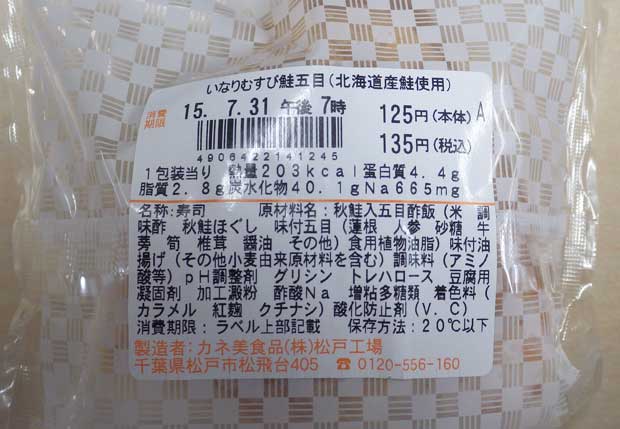 いなりむすび鮭五目(北海道産鮭使用)
消費期限 15. 7.31 午後 7時 125円(本体) A
135円(税込)
4906422141245
1包装当り 熱量203kcal蛋白質4.4g
脂質2.8g炭水化物40.1gNa665mg
名称:寿司 原材料名:秋鮭入五目酢飯(米 調
味酢 秋鮭ほぐし 味付五目(蓮根 人参 砂糖 牛
蒡 筍 椎茸 醤油 その他)食用植物油脂)味付油
揚げ(その他小麦由来原材料を含む)調味料(アミノ
酸等)pH調整剤 グリシン トレハロース 豆腐用
凝固剤 加工澱粉 酢酸Na 増粘多糖類 着色料(
カラメル 紅麹 クチナシ)酸化防止剤(V.C)
消費期限:ラベル上部記載 保存方法:20℃以下
製造者:カネ美食品(株)松戸工場
千葉県松戸市松飛台405 ☎0120-556-160